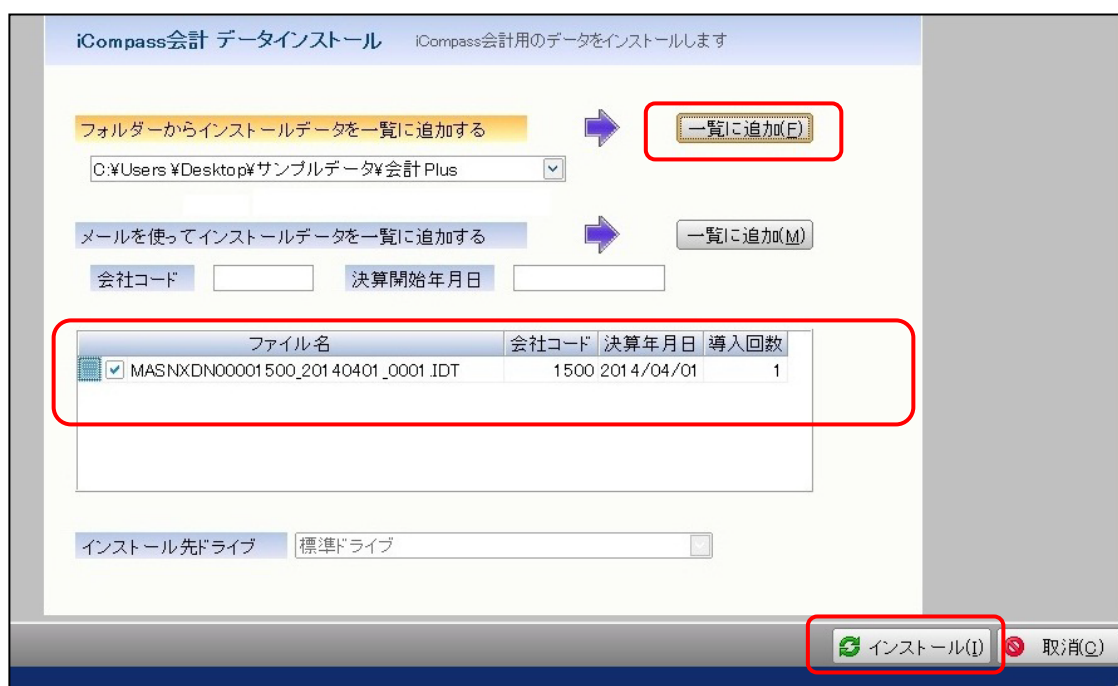 iCompass会計 データインストール iCompass会計用のデータをインストールします
フォルダーからインストールデータを一覧に追加する 一覧に追加(F)
C:¥Users ¥Desktop¥サンプルデータ¥会計Plus
メールを使ってインストールデータを一覧に追加する 一覧に追加(M)
会社コード 決算開始年月日
ファイル名 会社コード 決算年月日 導入回数
MASNXDN00001500_20140401_0001.IDT 1500 2014/04/01 1
インストール先ドライブ 標準ドライブ
インストール(I) 取消(C)